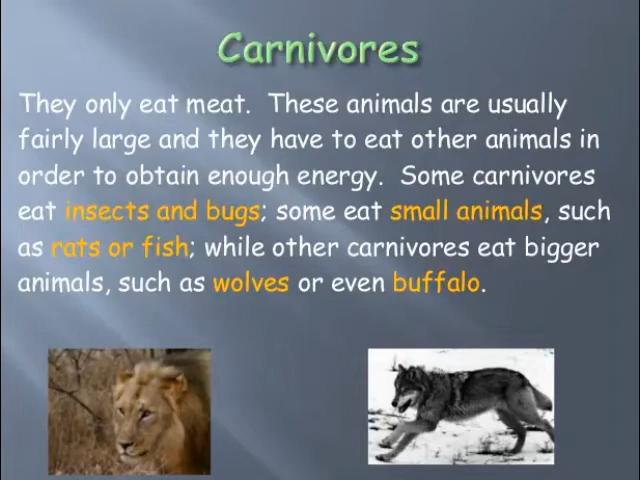 Carnivores
They only eat meat.  These animals are usually
fairly large and they have to eat other animals in
order to obtain enough energy.  Some carnivores
eat insects and bugs; some eat small animals, such
as rats or fish; while other carnivores eat bigger
animals, such as wolves or even buffalo.